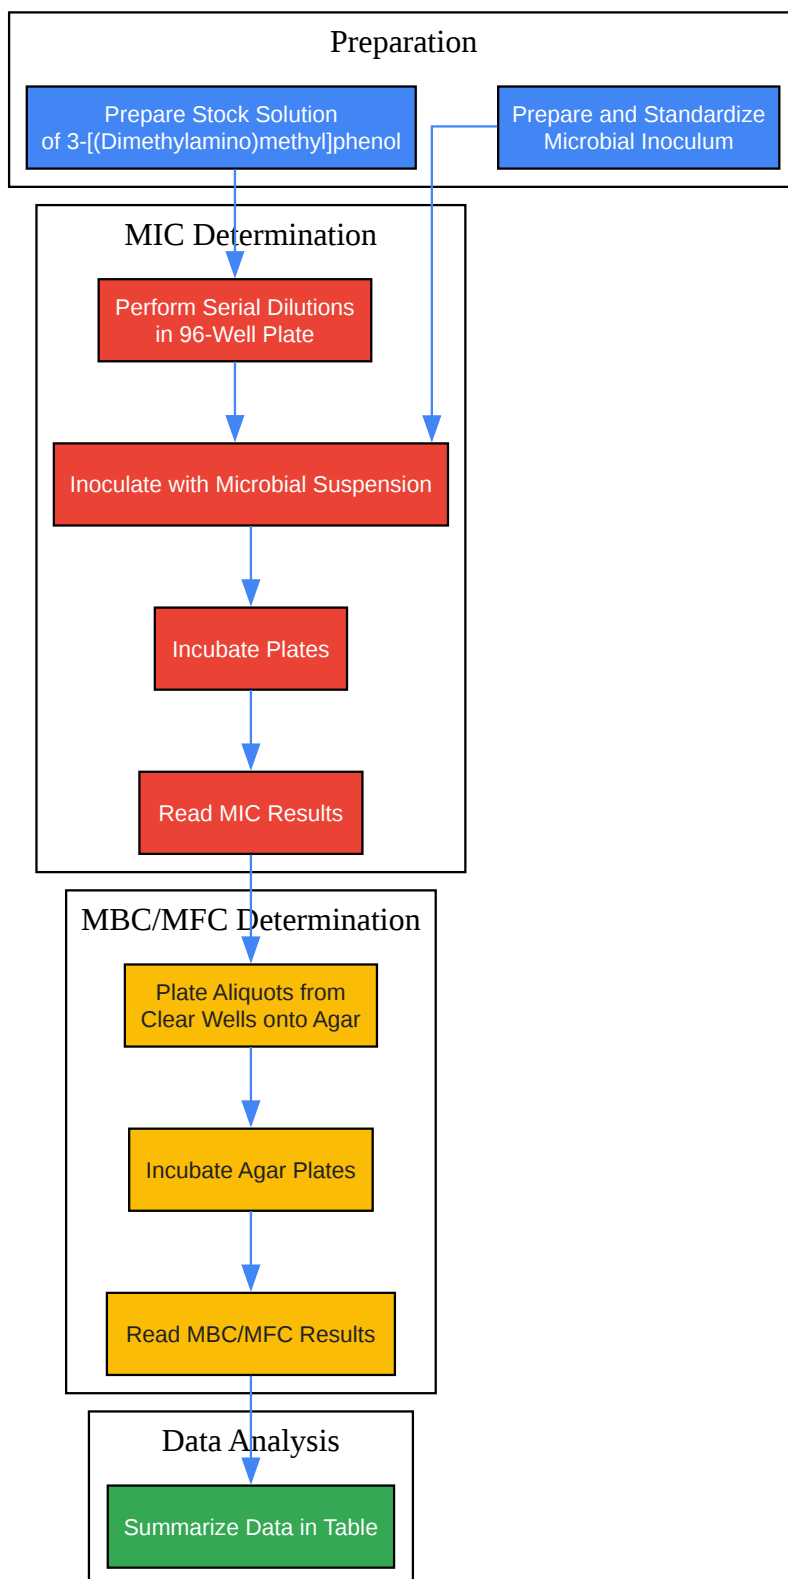 Preparation
Prepare Stock Solution
of 3-[(Dimethylamino)methyl]phenol
Prepare and Standardize
Microbial Inoculum
MIC Determination
Perform Serial Dilutions
in 96-Well Plate
Inoculate with Microbial Suspension
Incubate Plates
Read MIC Results
MBC/MFC Determination
Plate Aliquots from
Clear Wells onto Agar
Incubate Agar Plates
Read MBC/MFC Results
Data Analysis
Summarize Data in Table